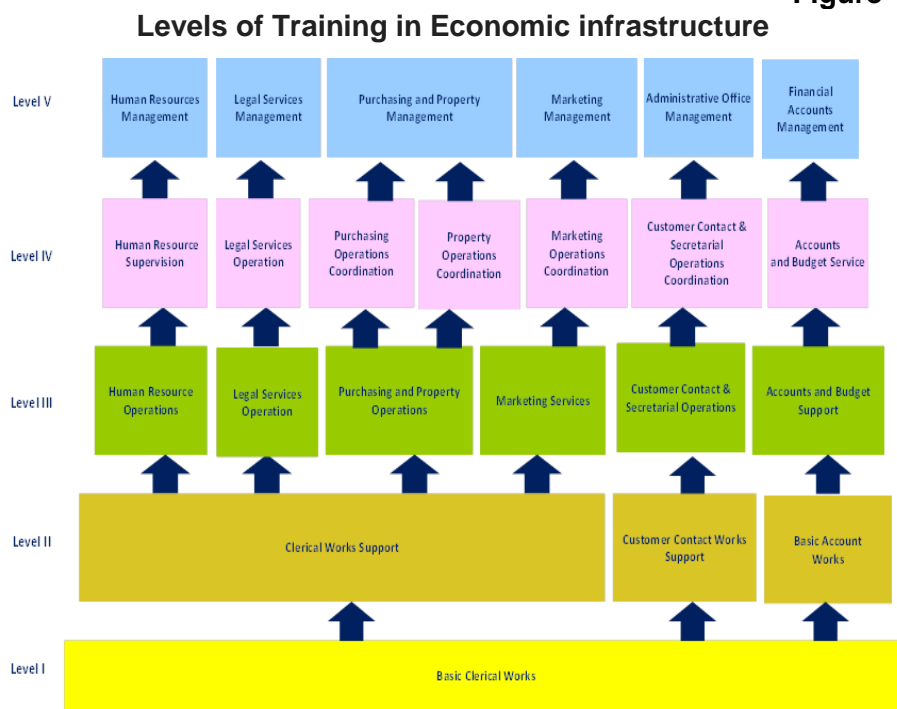 Figure
Levels of Training in Economic infrastructure
Level V
Human Resources
Management
Legal Services
Management
Purchasing and Property
Management
Marketing
Management
Administrative Office
Management
Financial
Accounts
Management
Level IV
Human Resource
Supervision
Legal Services
Operation
Purchasing
Operations
Coordination
Property
Operations
Coordination
Marketing
Operations
Coordination
Customer Contact &
Secretarial
Operations
Coordination
Accounts
and Budget Service
Level III
Human Resource
Operations
Legal Services
Operation
Purchasing and Property
Operations
Marketing Services
Customer Contact &
Secretarial Operations
Accounts and Budget
Support
Level II
Clerical Works Support
Customer Contact Works
Support
Basic Account
Works
Level I
Basic Clerical Works